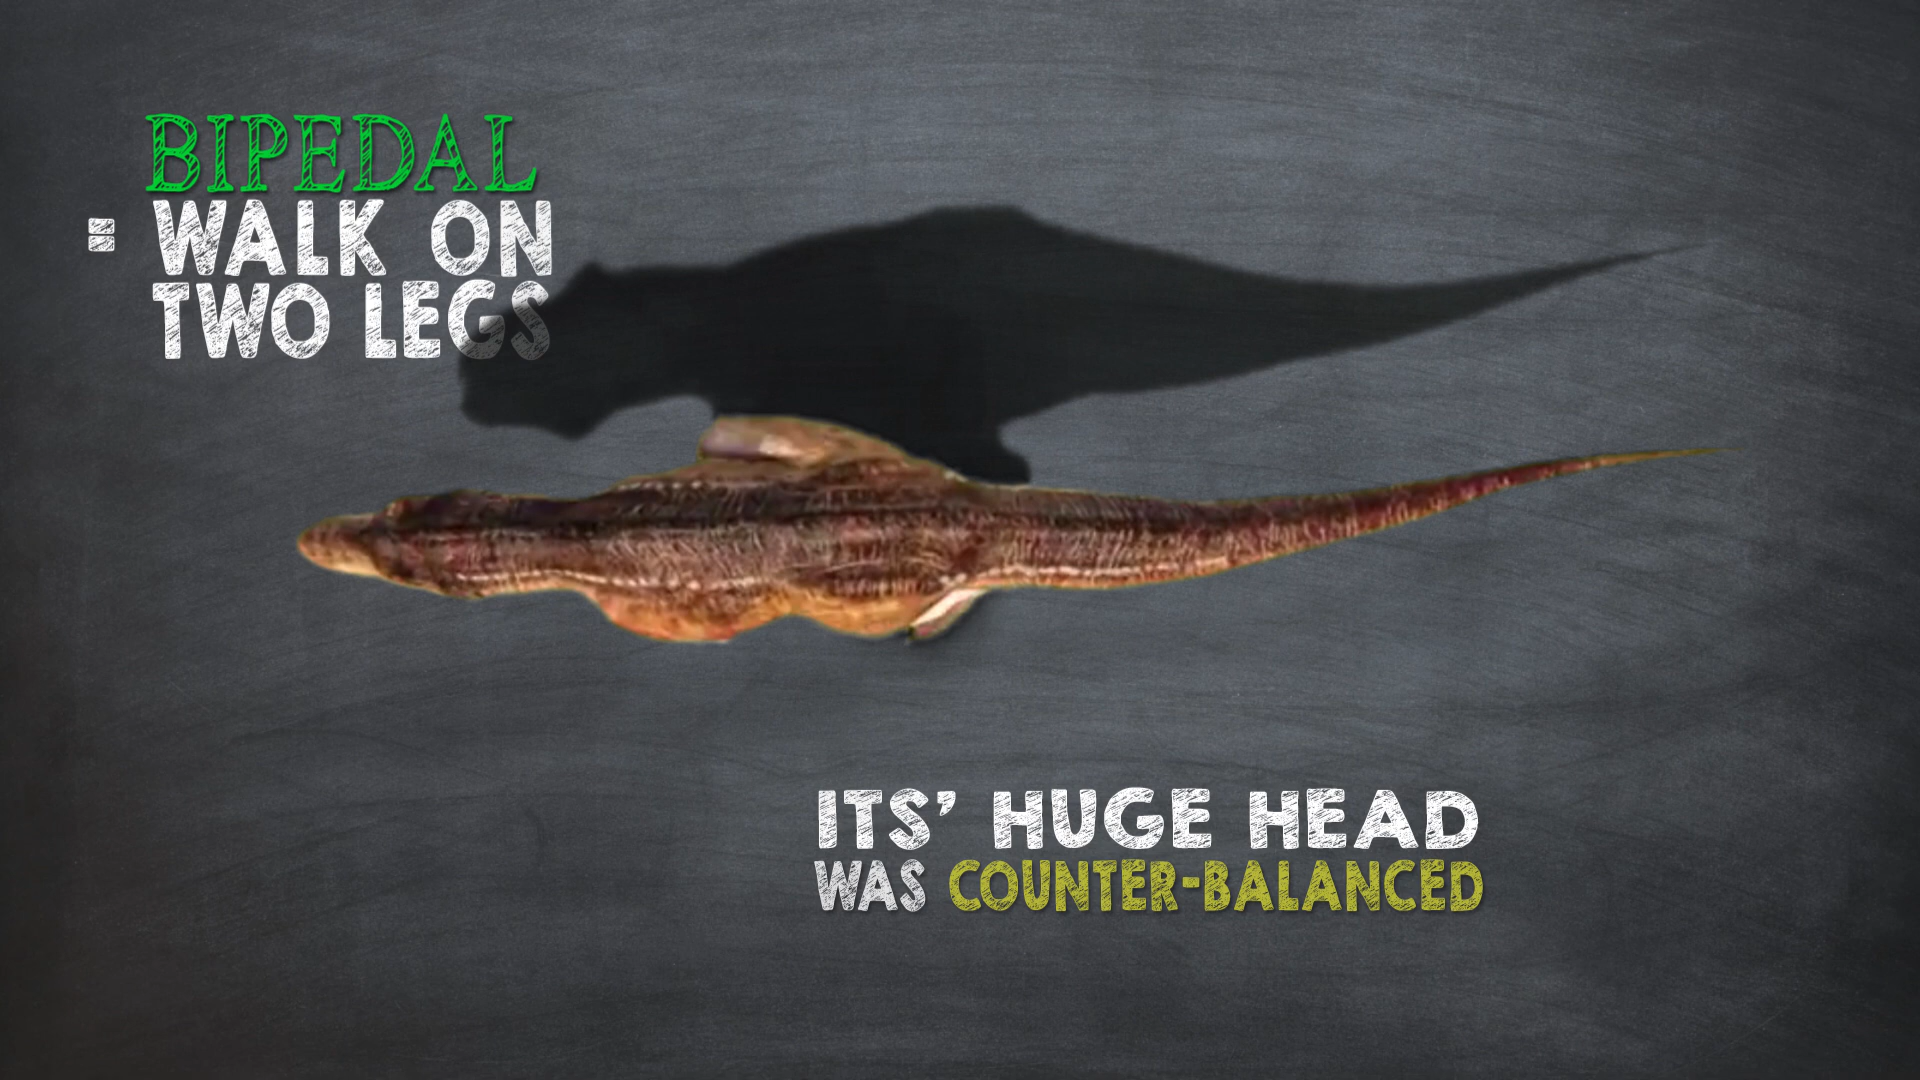 BIPEDAL
= WALK ON
TWO LEGS
ITS' HUGE HEAD
WAS COUNTER-BALANCED